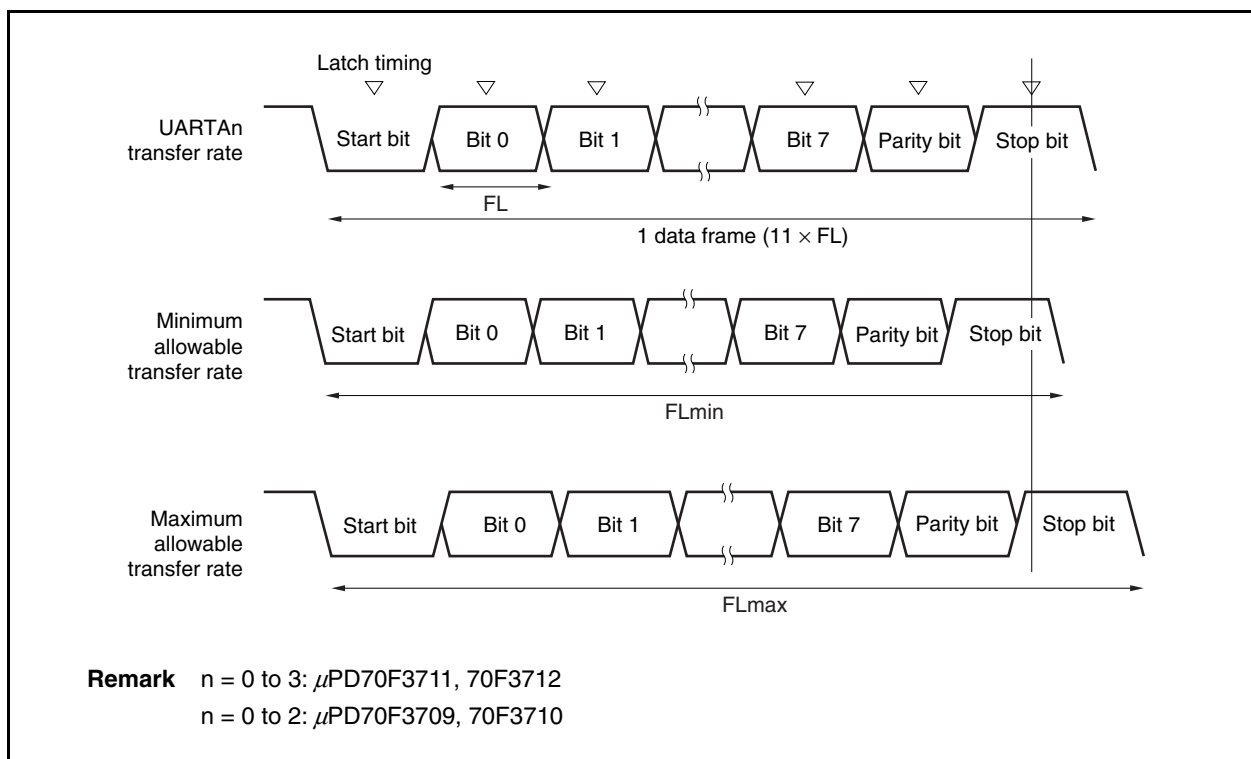 Latch timing
UARTAn
transfer rate
Start bit
Bit 0
Bit 1
Bit 7
Parity bit
Stop bit
FL
1 data frame (11 × FL)
Minimum
allowable
transfer rate
Start bit
Bit 0
Bit 1
Bit 7
Parity bit
Stop bit
FLmin
Maximum
allowable
transfer rate
Start bit
Bit 0
Bit 1
Bit 7
Parity bit
Stop bit
FLmax
Remark n = 0 to 3: μPD70F3711, 70F3712
n = 0 to 2: μPD70F3709, 70F3710